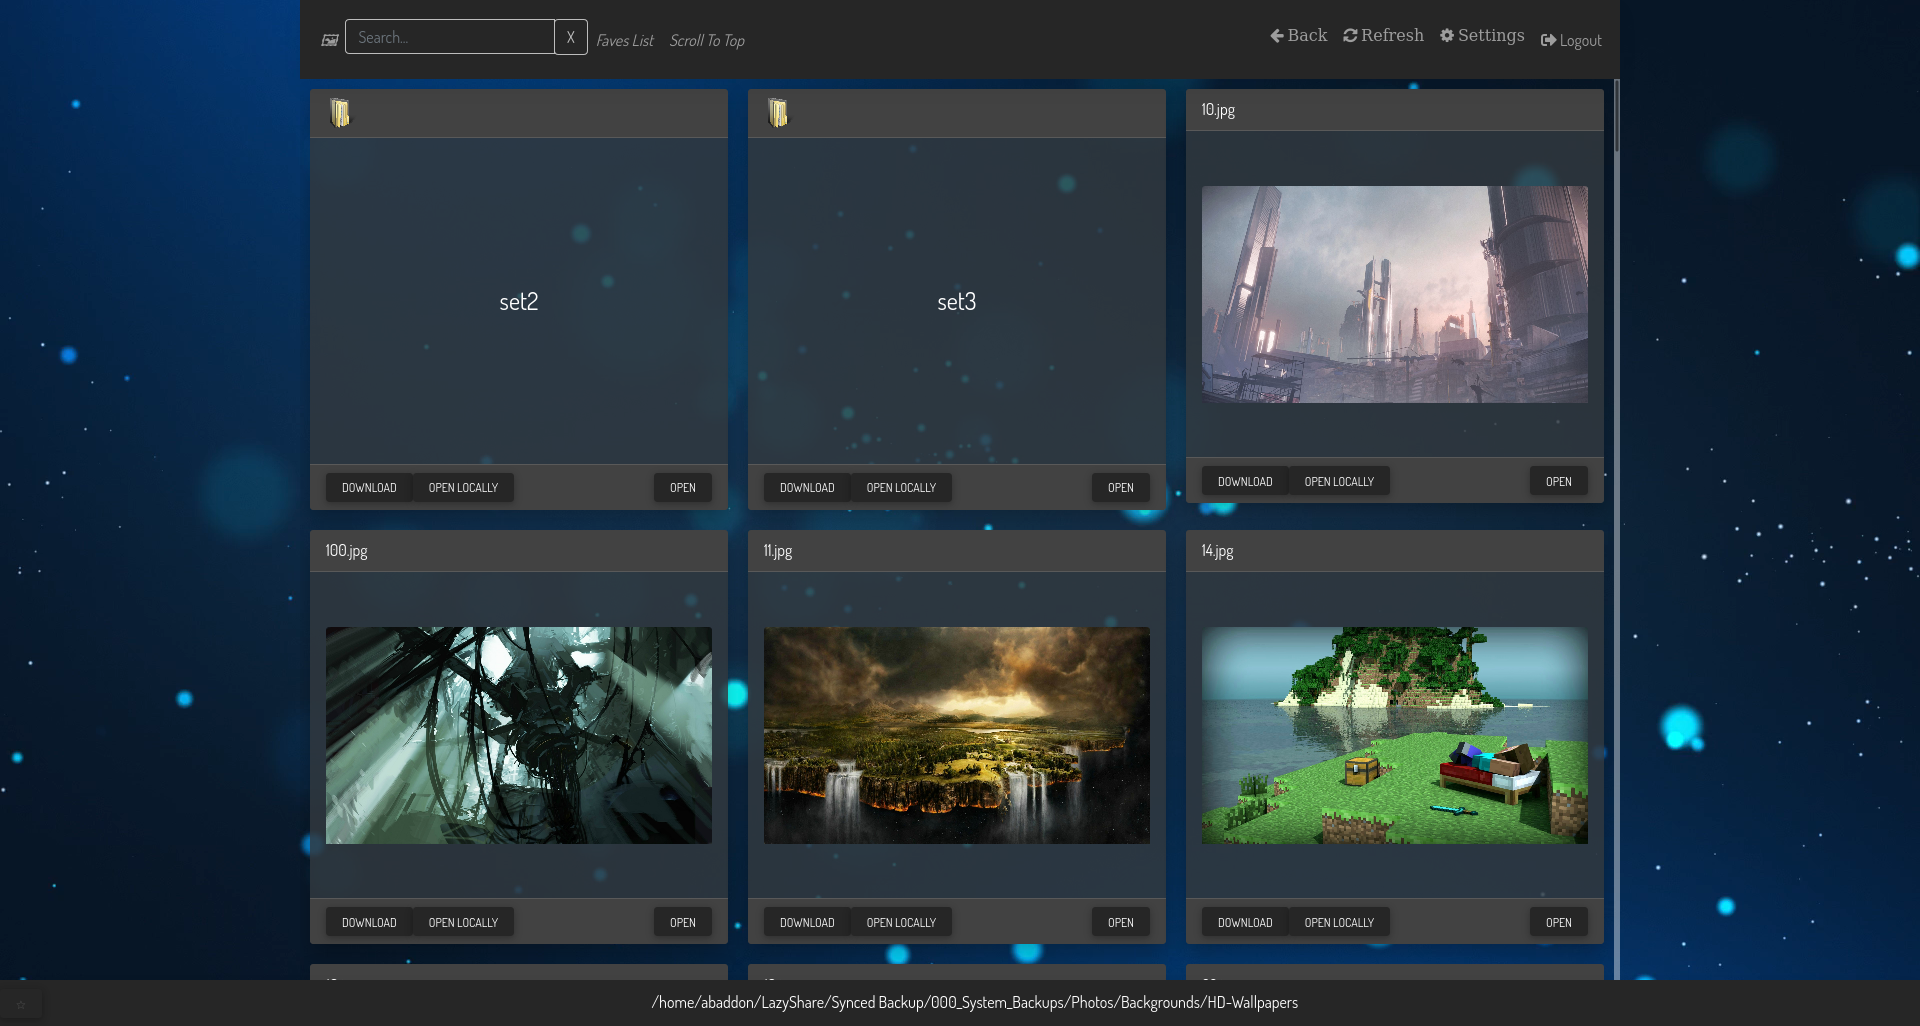 Search...
X
Faves List
Scroll To Top
Back
Refresh
Settings
Logout
set2
DOWNLOAD
OPEN LOCALLY
OPEN
set3
DOWNLOAD
OPEN LOCALLY
OPEN
10.jpg
DOWNLOAD
OPEN LOCALLY
OPEN
100.jpg
DOWNLOAD
OPEN LOCALLY
OPEN
11.jpg
DOWNLOAD
OPEN LOCALLY
OPEN
14.jpg
DOWNLOAD
OPEN LOCALLY
OPEN
/home/abaddon/LazyShare/Synced Backup/000_System_Backups/Photos/Backgrounds/HD-Wallpapers